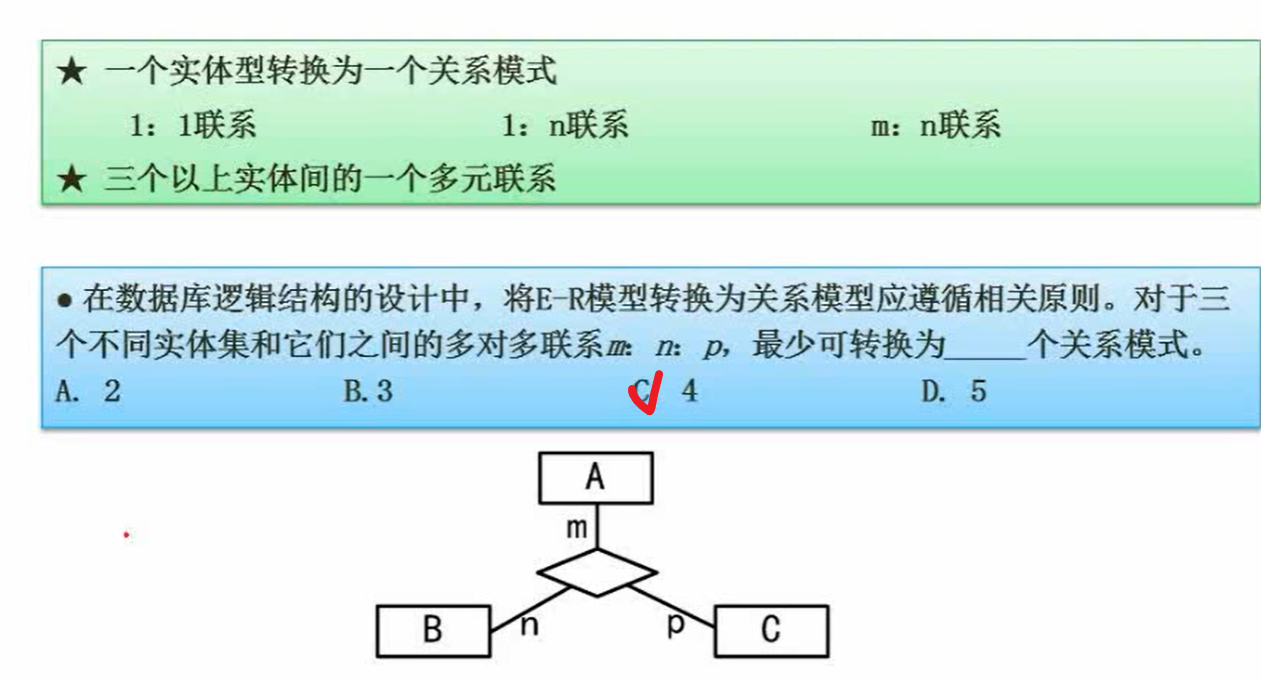 ★ 一个实体型转换为一个关系模式
1：1联系 1：n联系 m：n联系
★ 三个以上实体间的一个多元联系
● 在数据库逻辑结构的设计中，将E-R模型转换为关系模型应遵循相关原则。对于三
个不同实体集和它们之间的多对多联系m：n：p，最少可转换为_____个关系模式。
A. 2 B.3 C 4 D. 5
A
m
B n p C